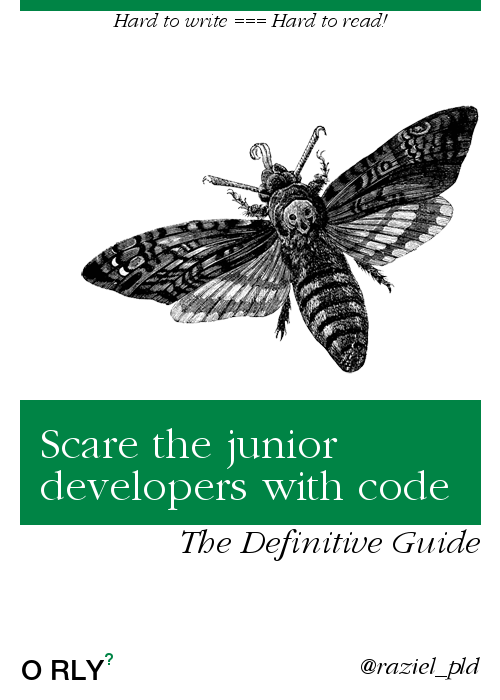 Hard to write === Hard to read!
Scare the junior
developers with code
The Definitive Guide
O RLY?
@raziel_pld